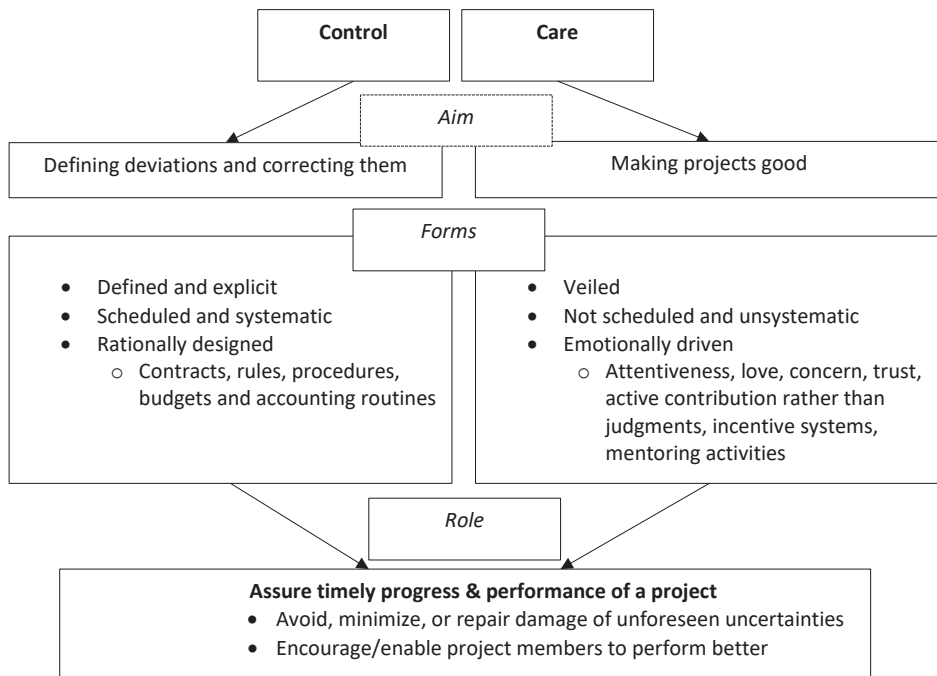 Control
Care
Aim
Defining deviations and correcting them
Making projects good
Forms
• Defined and explicit
• Scheduled and systematic
• Rationally designed
o Contracts, rules, procedures,
budgets and accounting routines
• Veiled
• Not scheduled and unsystematic
• Emotionally driven
o Attentiveness, love, concern, trust,
active contribution rather than
judgments, incentive systems,
mentoring activities
Role
Assure timely progress & performance of a project
• Avoid, minimize, or repair damage of unforeseen uncertainties
• Encourage/enable project members to perform better